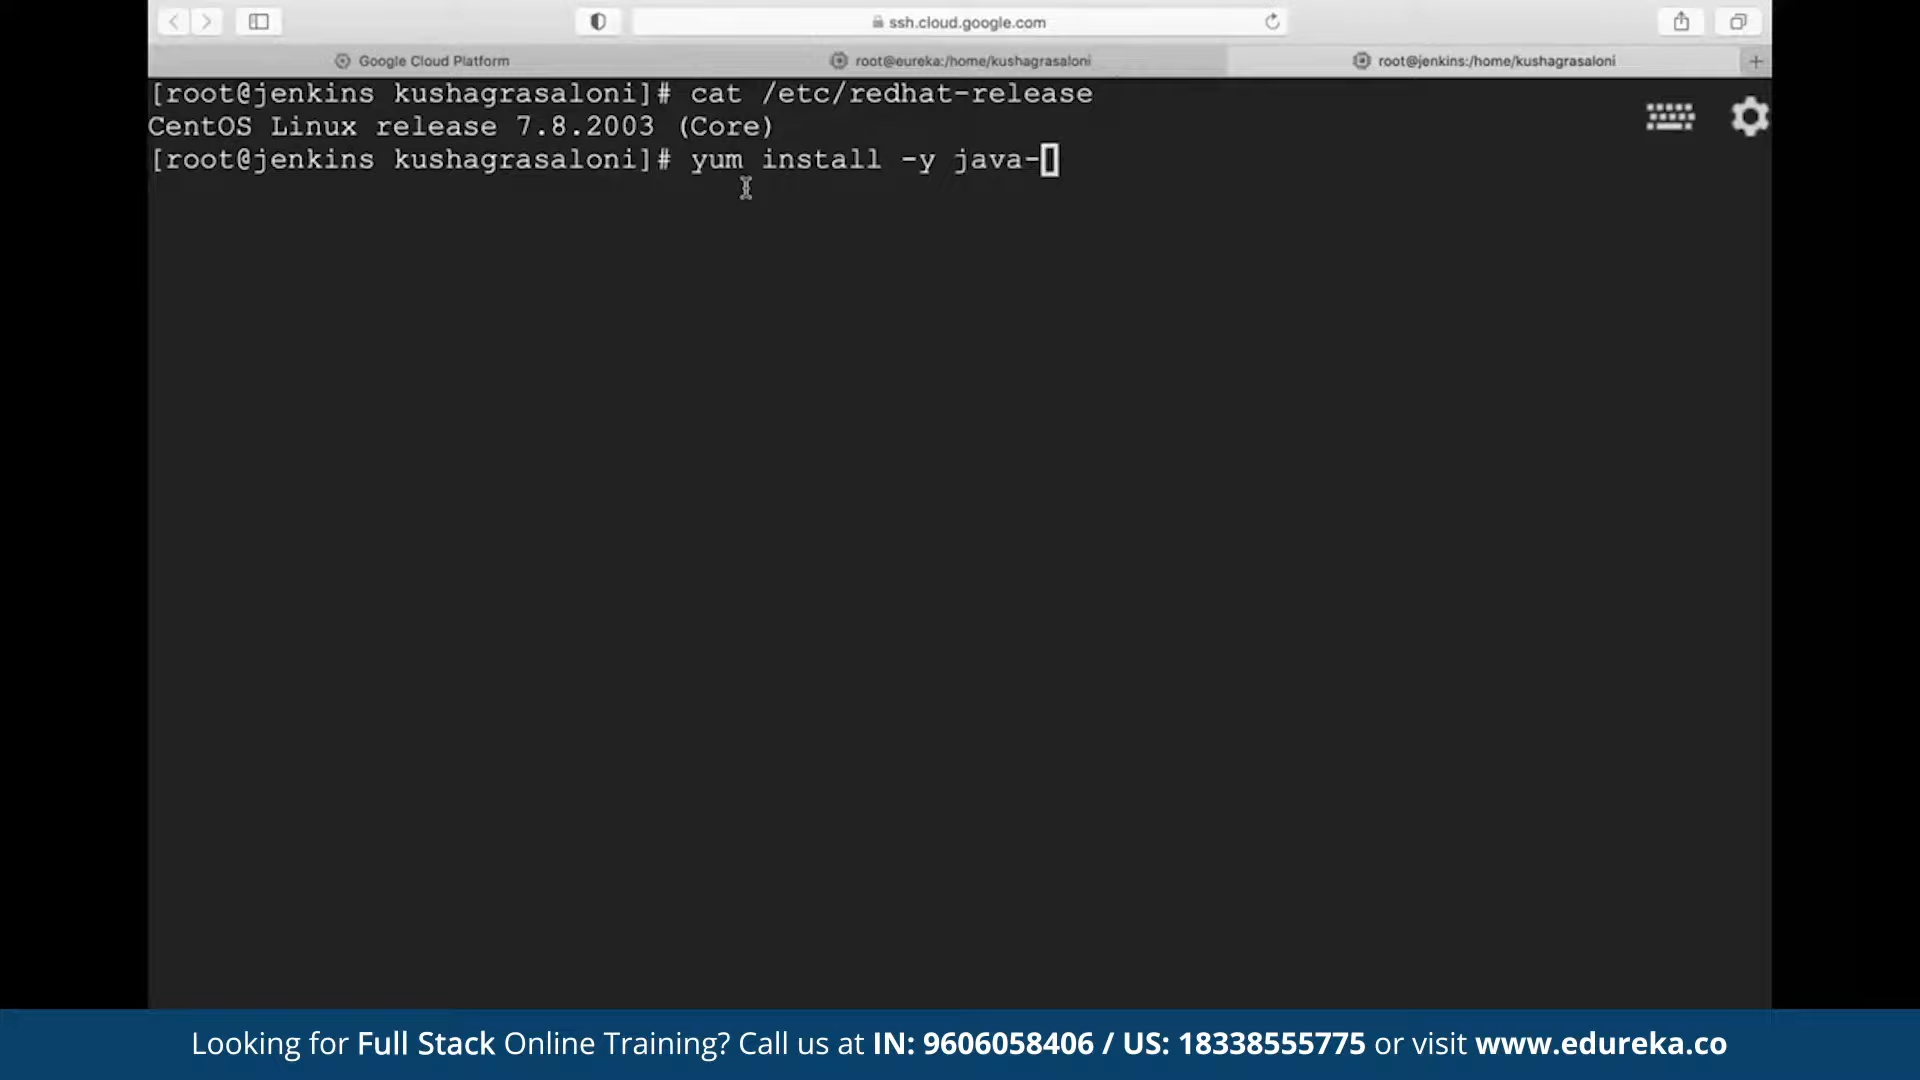 ssh.cloud.google.com
Google Cloud Platform
root@eureka:/home/kushagrasaloni
root@jenkins:/home/kushagrasaloni
[root@jenkins kushagrasaloni]# cat /etc/redhat-release
CentOS Linux release 7.8.2003 (Core)
[root@jenkins kushagrasaloni]# yum install -y java-
Looking for Full Stack Online Training? Call us at IN: 9606058406 / US: 18338555775 or visit www.edureka.co